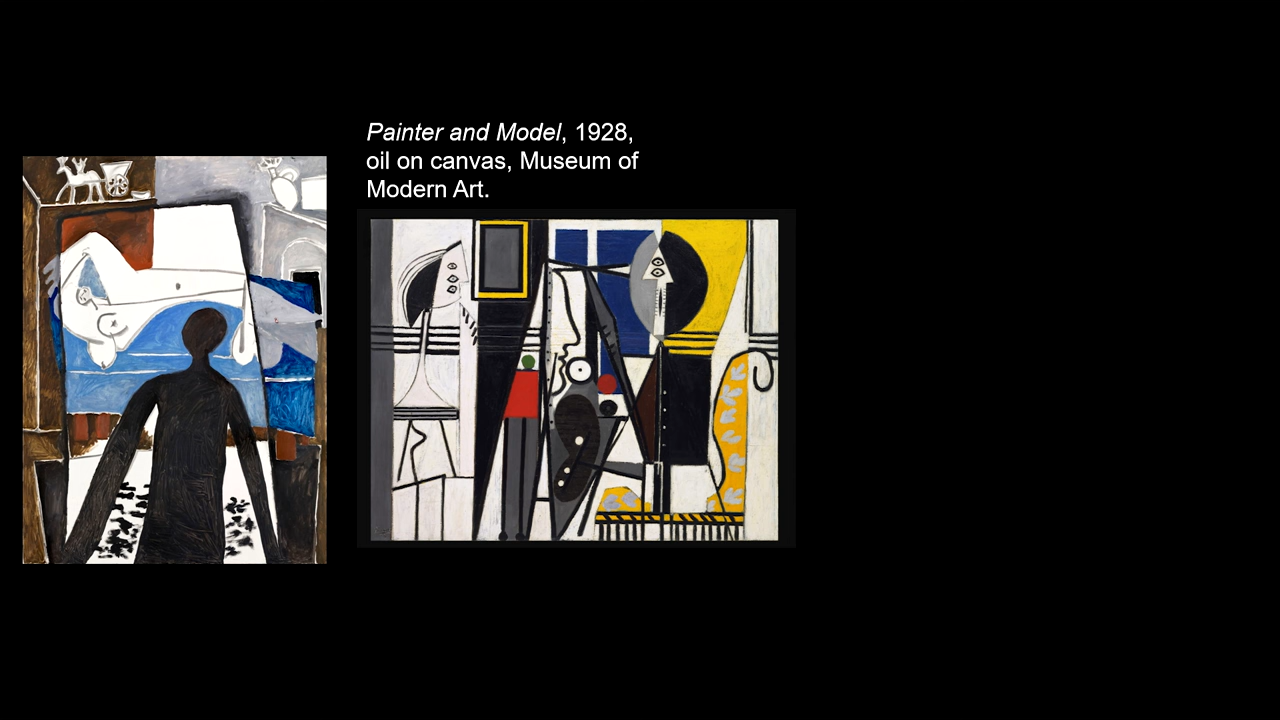 Painter and Model, 1928,
oil on canvas, Museum of
Modern Art.